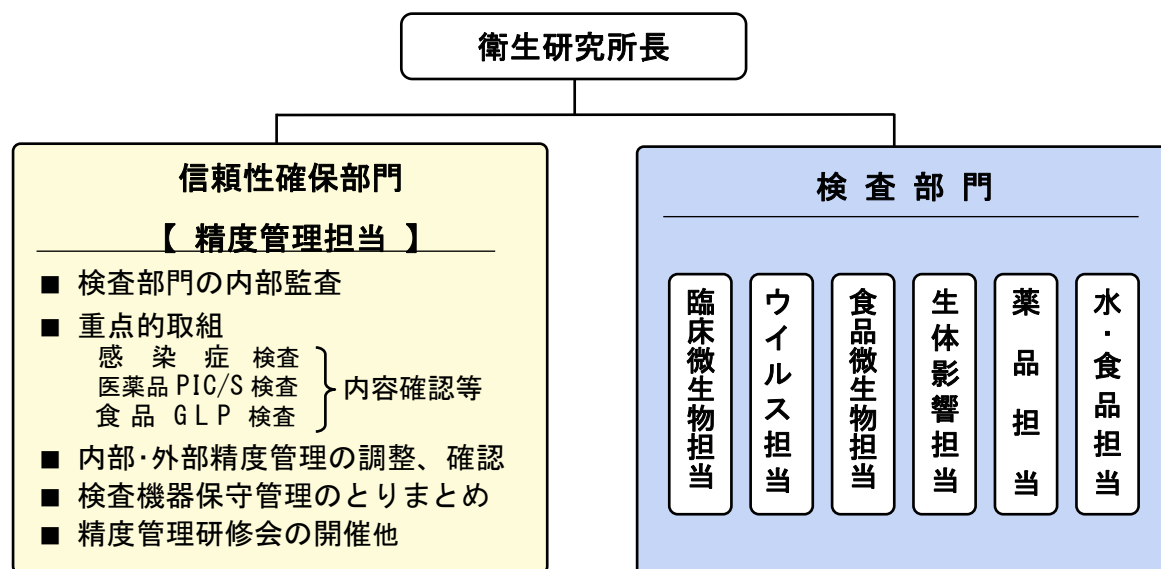 衛生研究所長
信頼性確保部門
【 精度管理担当 】
■ 検査部門の内部監査
■ 重点的取組
感 染 症 検査
医薬品 PIC/S 検査
食 品 GLP 検査
内容確認等
■ 内部・外部精度管理の調整、確認
■ 検査機器保守管理のとりまとめ
■ 精度管理研修会の開催他
検 査 部 門
臨床微生物担当
ウイルス担当
食品微生物担当
生体影響担当
薬品担当
水・食品担当